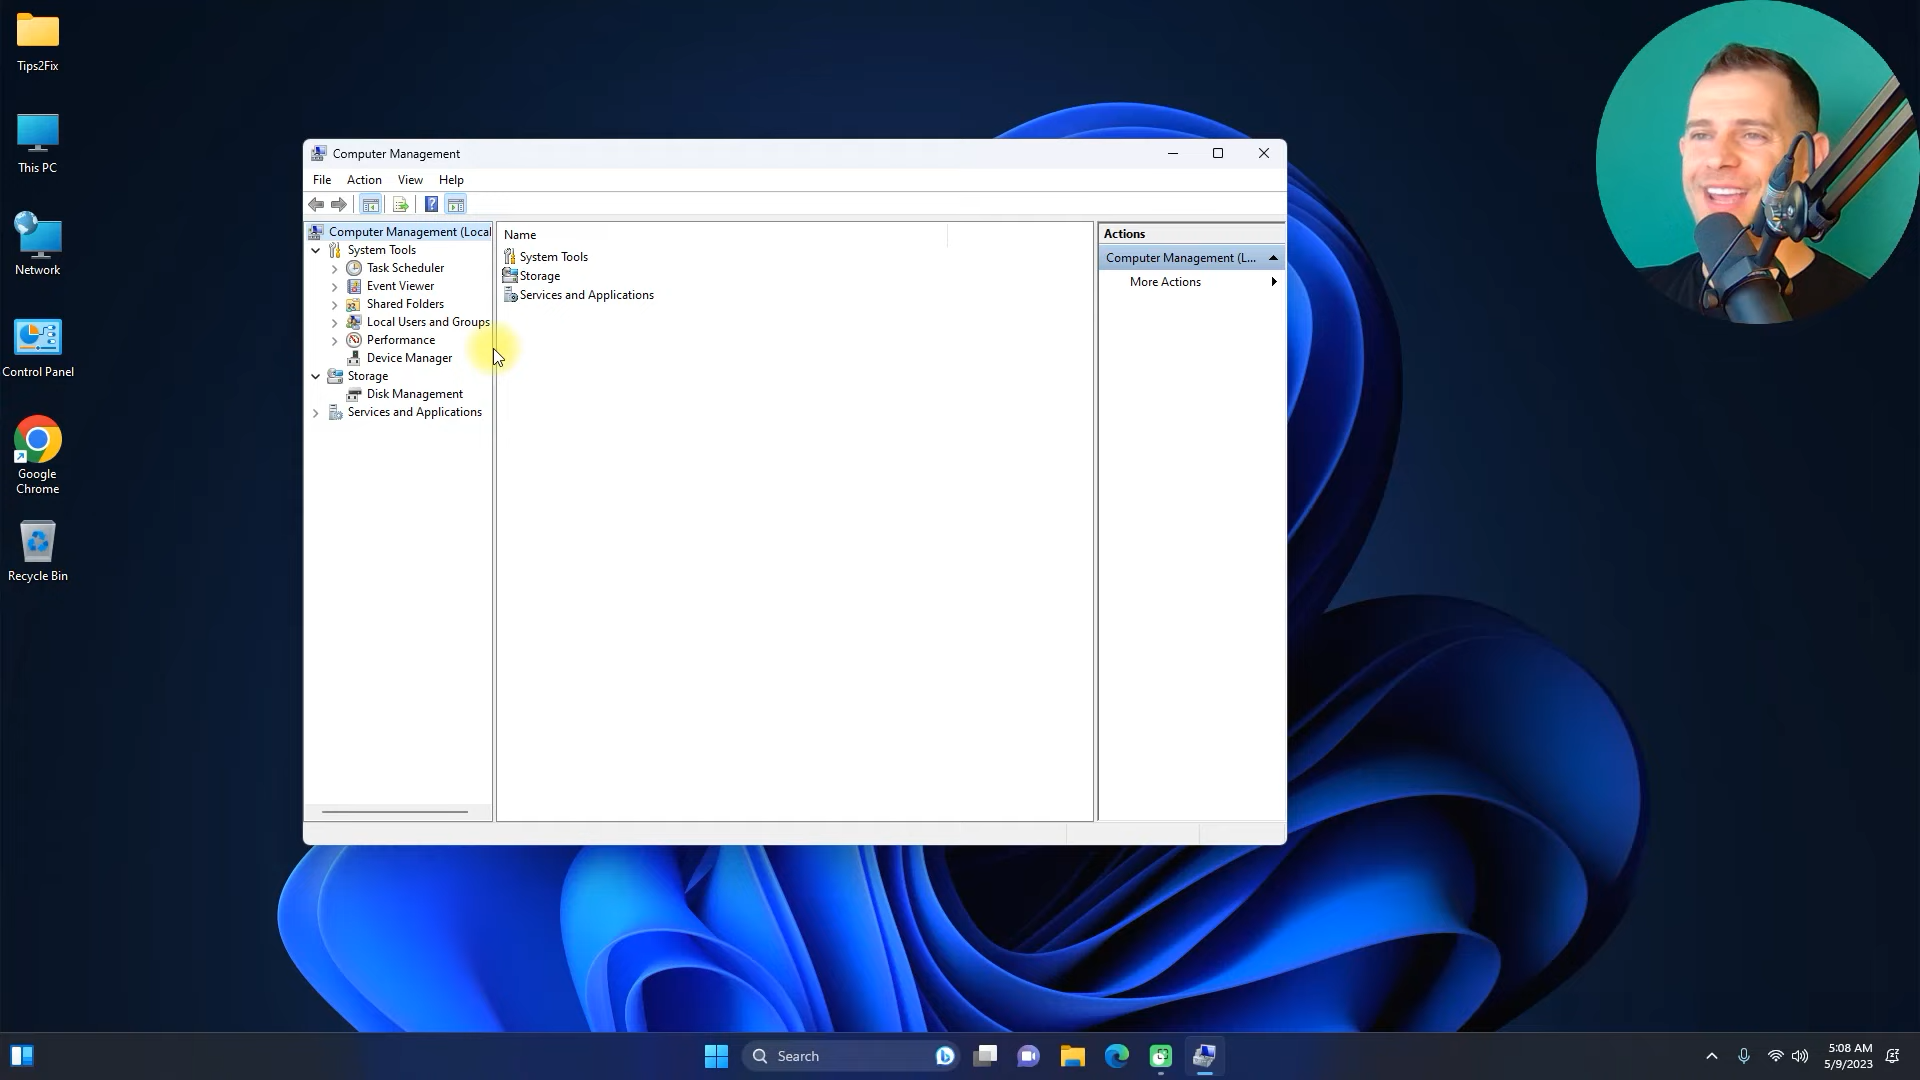 Tips2Fix
This PC
Network
Control Panel
Google
Chrome
Recycle Bin
Computer Management
File Action View Help
Computer Management (Local
System Tools
Task Scheduler
Event Viewer
Shared Folders
Local Users and Groups
Performance
Device Manager
Storage
Disk Management
Services and Applications
Name
System Tools
Storage
Services and Applications
Actions
Computer Management (L...
More Actions
Search
5:08 AM
5/9/2023